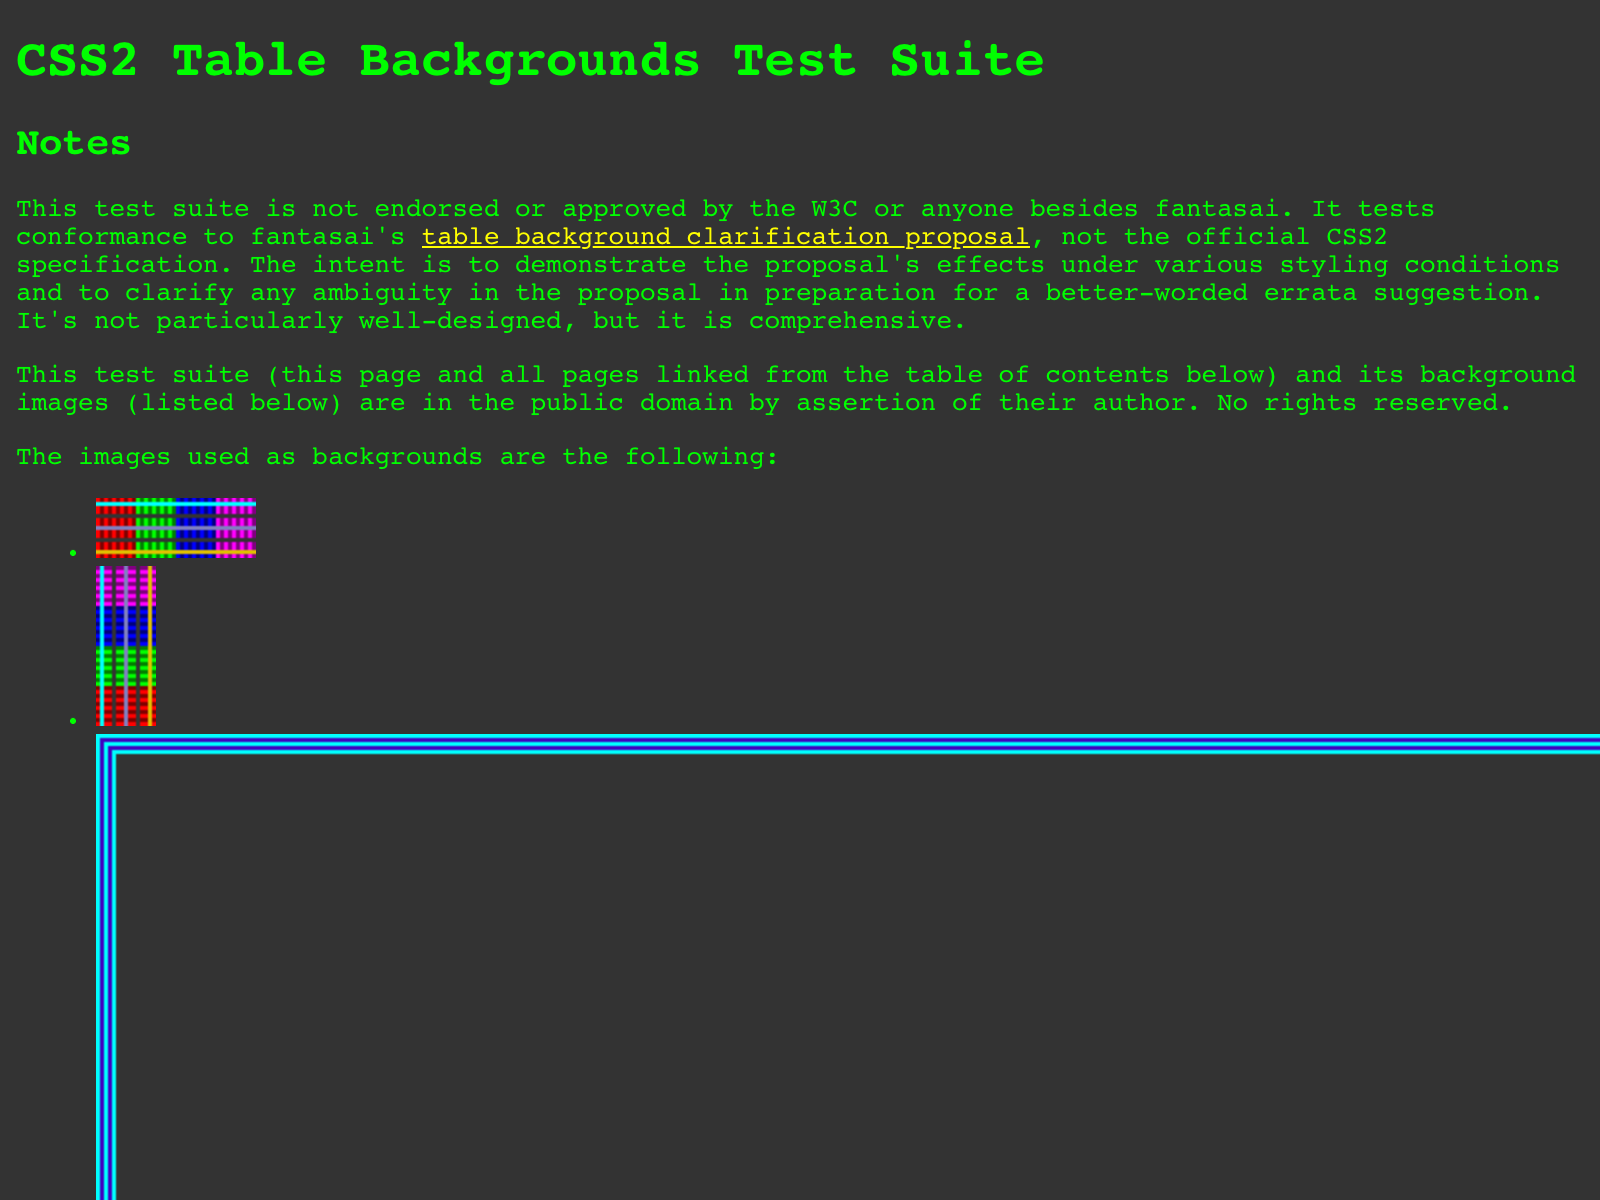 CSS2 Table Backgrounds Test Suite
Notes
This test suite is not endorsed or approved by the W3C or anyone besides fantasai. It tests
conformance to fantasai's table background clarification proposal, not the official CSS2
specification. The intent is to demonstrate the proposal's effects under various styling conditions
and to clarify any ambiguity in the proposal in preparation for a better-worded errata suggestion.
It's not particularly well-designed, but it is comprehensive.
This test suite (this page and all pages linked from the table of contents below) and its background
images (listed below) are in the public domain by assertion of their author. No rights reserved.
The images used as backgrounds are the following: